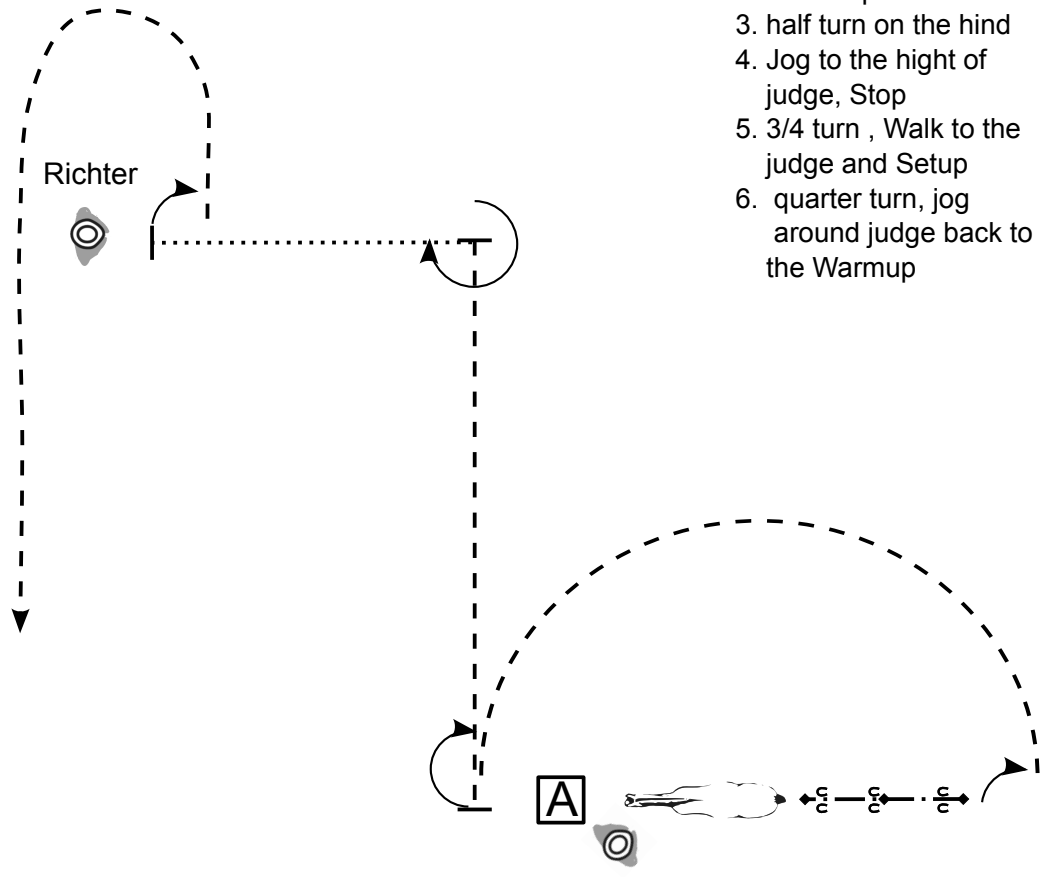 3. half turn on the hind
4. Jog to the hight of
judge, Stop
5. 3/4 turn , Walk to the
judge and Setup
6. quarter turn, jog
around judge back to
the Warmup
Richter
A